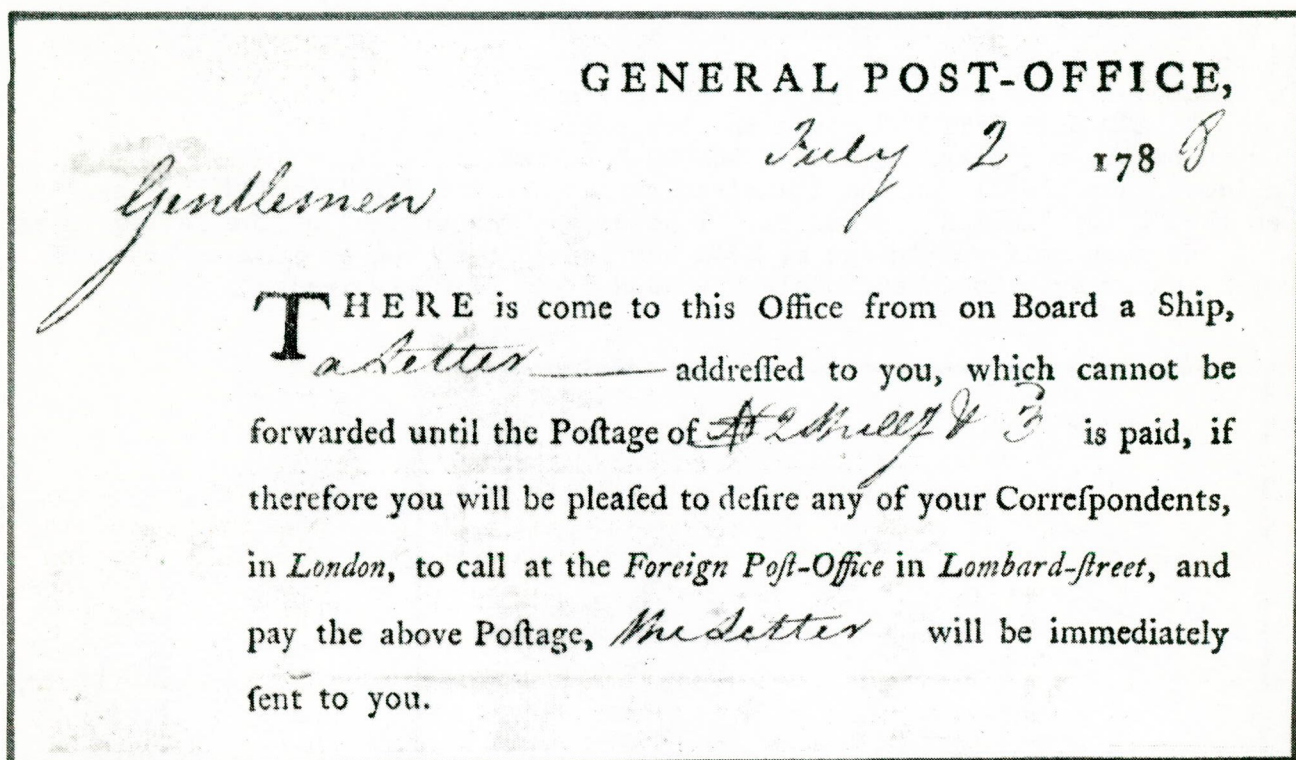 GENERAL POST-OFFICE,
July 2 1788
Gentlemen
THERE is come to this Office from on Board a Ship,
a Letter addreſſed to you, which cannot be
forwarded until the Poſtage of 2 & 3 is paid, if
therefore you will be pleaſed to deſire any of your Correſpondents,
in London, to call at the Foreign Poſt-Office in Lombard-ſtreet, and
pay the above Poſtage, the Letter will be immediately
ſent to you.